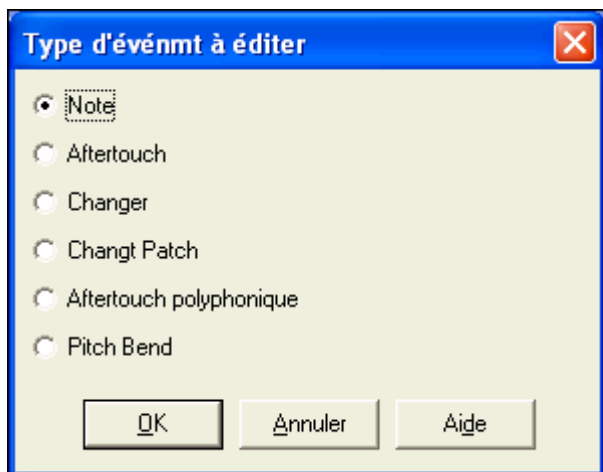 Type d'événmt à éditer
Note
Aftertouch
Changer
Changt Patch
Aftertouch polyphonique
Pitch Bend
OK Annuler Aide